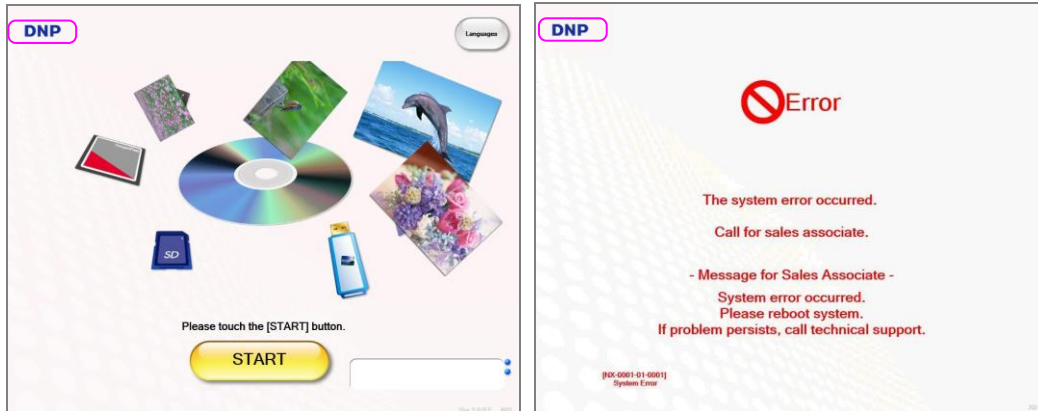 DNP
Languages
SD
Please touch the [START] button.
START
DNP
Error
The system error occurred.
Call for sales associate.
- Message for Sales Associate -
System error occurred.
Please reboot system.
If problem persists, call technical support.
[NX-0001-01-0001]
System Error